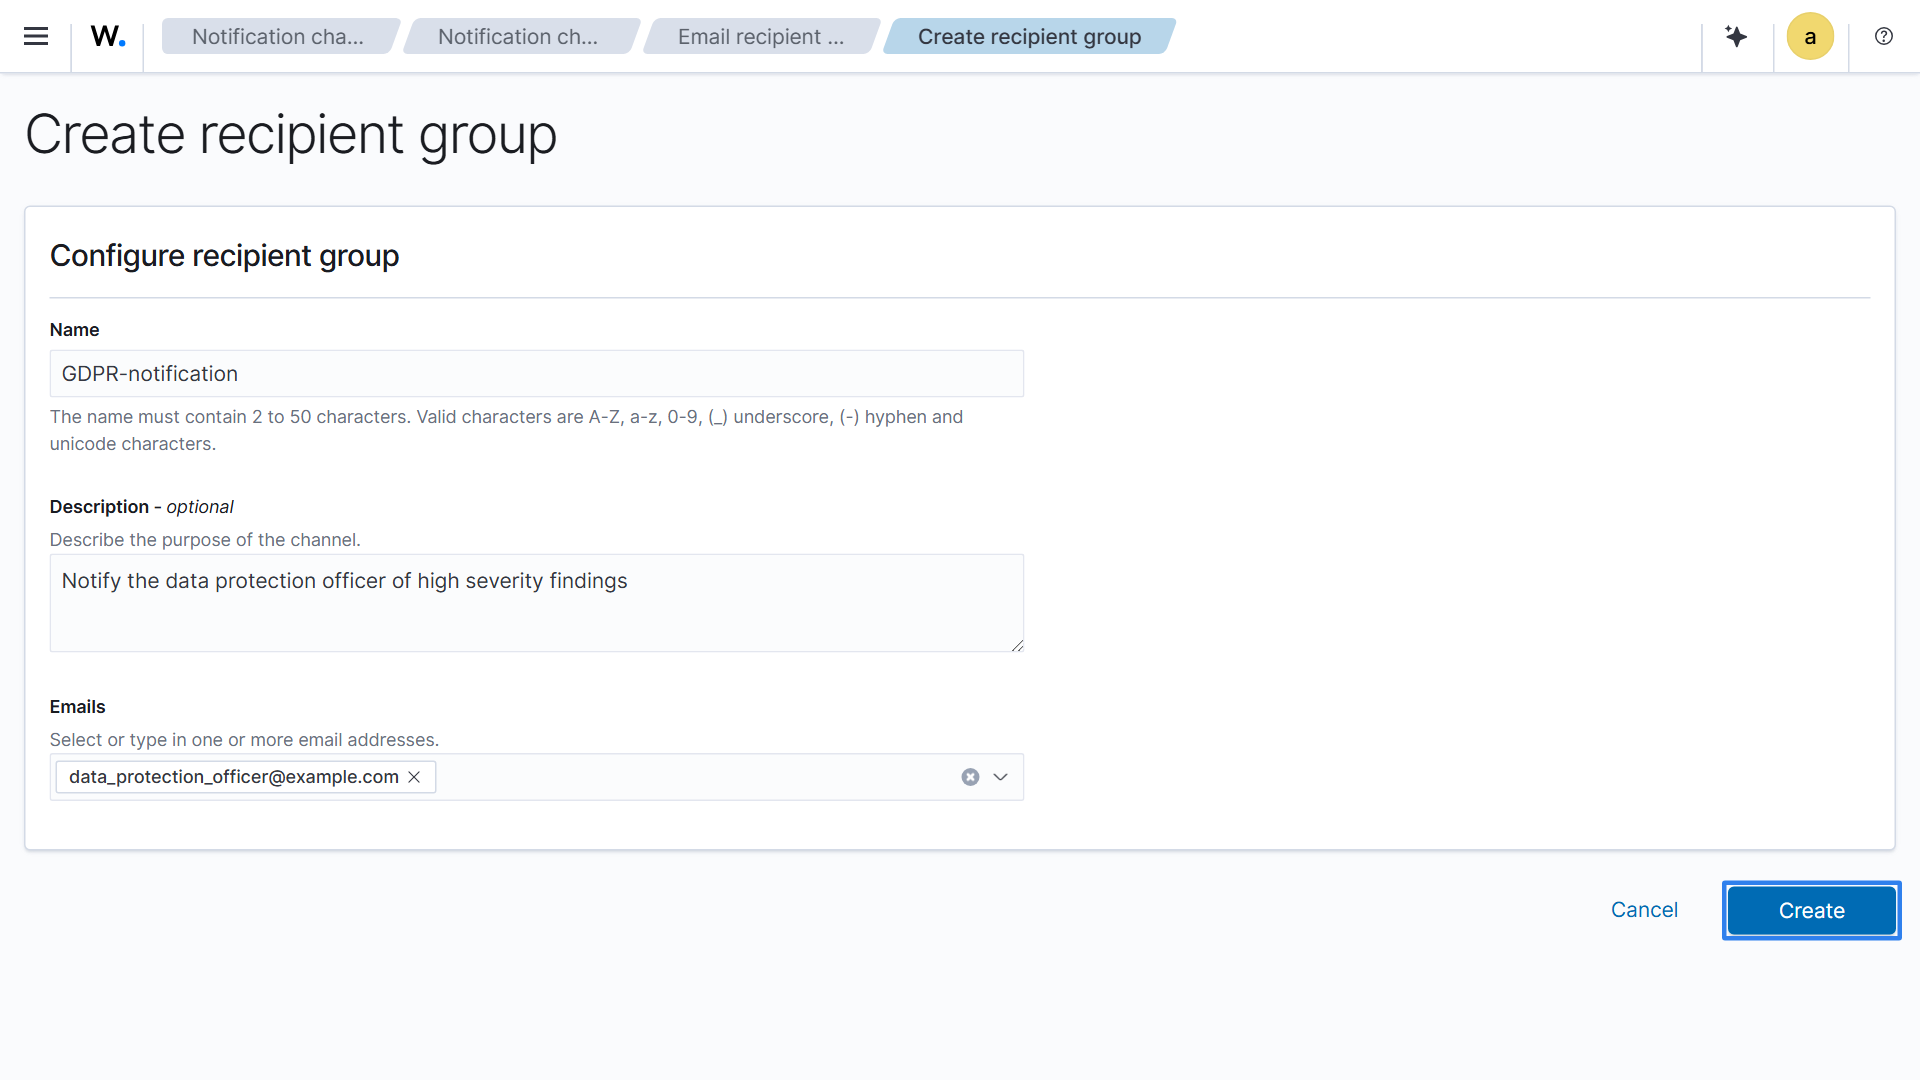 W.
Notification cha...
Notification ch...
Email recipient ...
Create recipient group
a
Create recipient group
Configure recipient group
Name
GDPR-notification
The name must contain 2 to 50 characters. Valid characters are A-Z, a-z, 0-9, (_) underscore, (-) hyphen and
unicode characters.
Description - optional
Describe the purpose of the channel.
Notify the data protection officer of high severity findings
Emails
Select or type in one or more email addresses.
data_protection_officer@example.com
Cancel
Create